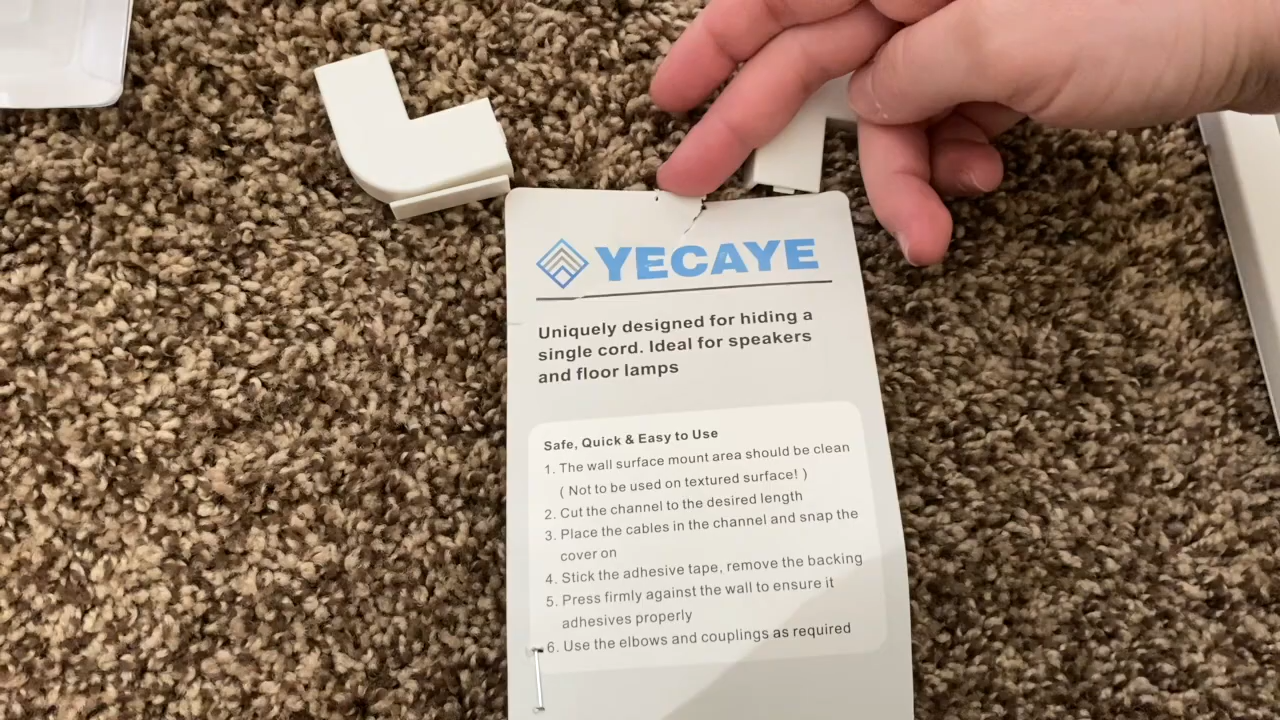 YECAYE
Uniquely designed for hiding a
single cord. Ideal for speakers
and floor lamps
Safe, Quick & Easy to Use
1. The wall surface mount area should be clean
( Not to be used on textured surface! )
2. Cut the channel to the desired length
3. Place the cables in the channel and snap the
cover on
4. Stick the adhesive tape, remove the backing
5. Press firmly against the wall to ensure it
adhesives properly
6. Use the elbows and couplings as required